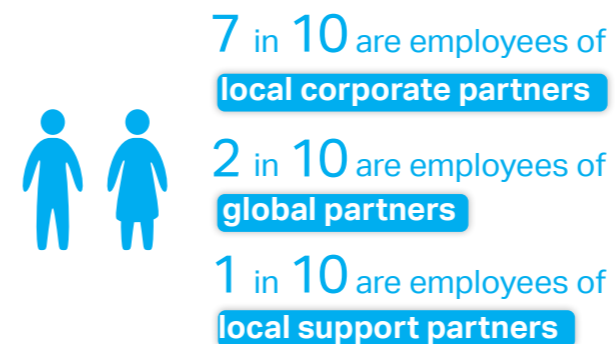 7 in 10 are employees of
local corporate partners
2 in 10 are employees of
global partners
1 in 10 are employees of
local support partners